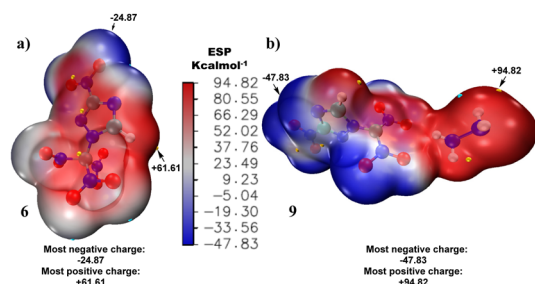 a)
-24.87
+61.61
6
Most negative charge:
-24.87
Most positive charge:
+61.61
ESP
Kcalmol-1
94.82
80.55
66.29
52.02
37.76
23.49
9.23
-5.04
-19.30
-33.56
-47.83
b)
-47.83
+94.82
9
Most negative charge:
-47.83
Most positive charge:
+94.82